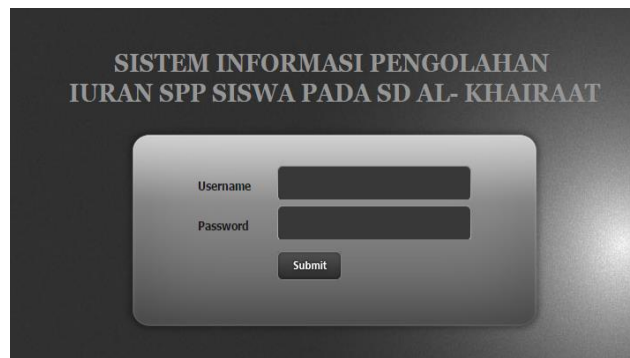 SISTEM INFORMASI PENGOLAHAN
IURAN SPP SISWA PADA SD AL- KHAIRAAT
Username
Password
Submit